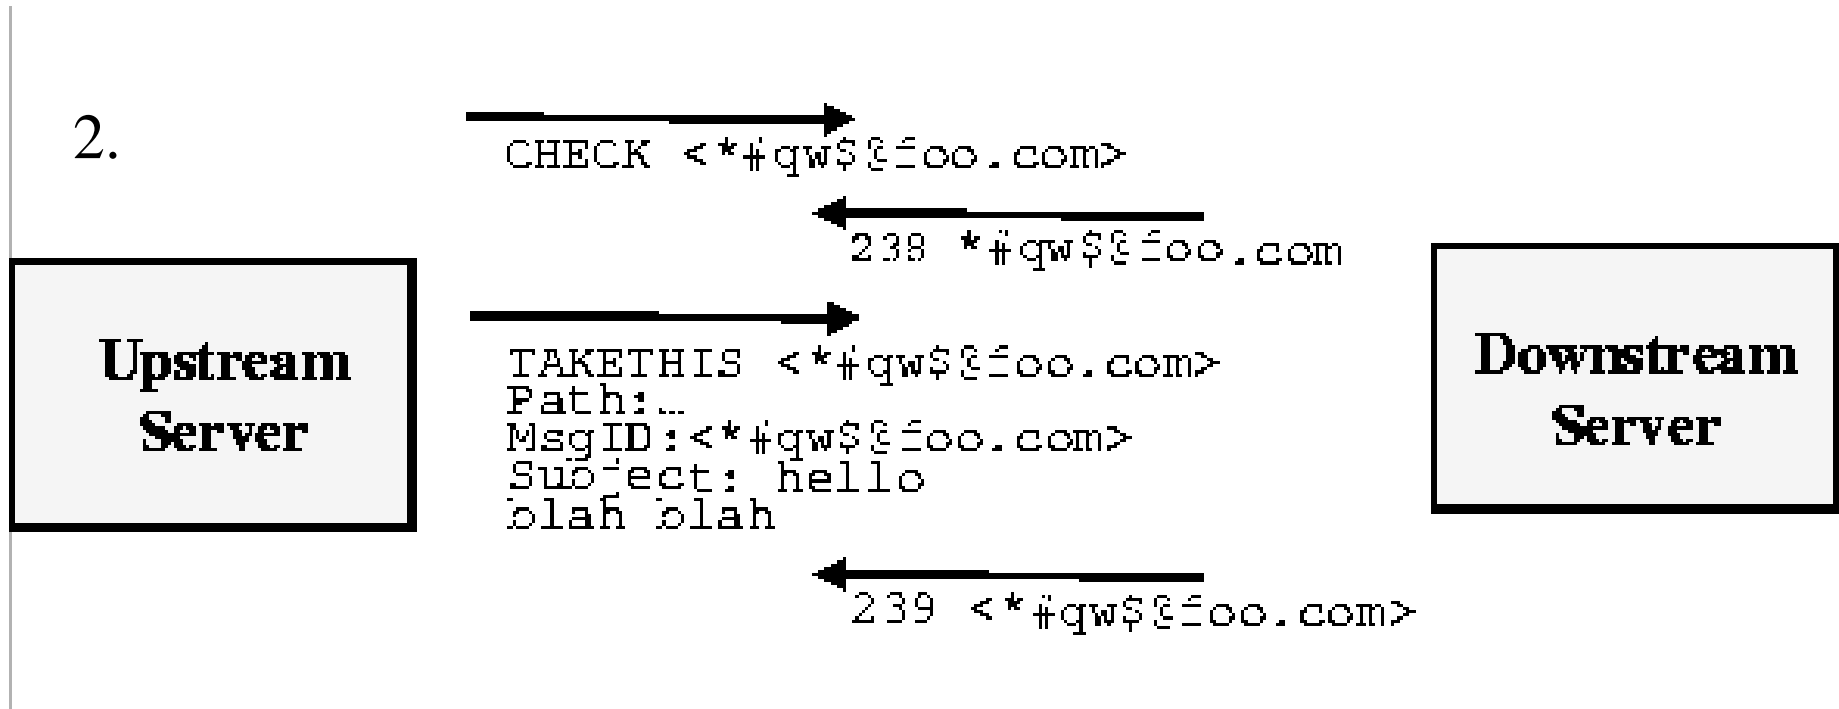 2.
CHECK <*#qw$@foo.com>
238 *#qw$@foo.com
Upstream
Server
TAKETHIS <*#qw$@foo.com>
Path:…
MsgID:<*#qw$@foo.com>
Subject: hello
blah blah
239 <*#qw$@foo.com>
Downstream
Server